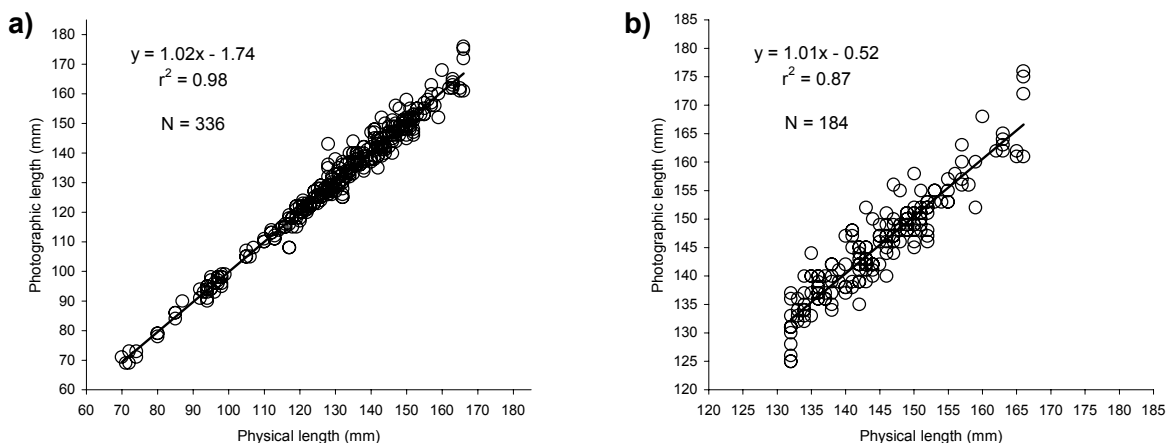 a)
y = 1.02x - 1.74
r² = 0.98
N = 336
Photographic length (mm)
180
170
160
150
140
130
120
110
100
90
80
70
60
60 70 80 90 100 110 120 130 140 150 160 170 180
Physical length (mm)
b)
y = 1.01x - 0.52
r² = 0.87
N = 184
Photographic length (mm)
185
180
175
170
165
160
155
150
145
140
135
130
125
120
120 125 130 135 140 145 150 155 160 165 170 175 180 185
Physical length (mm)